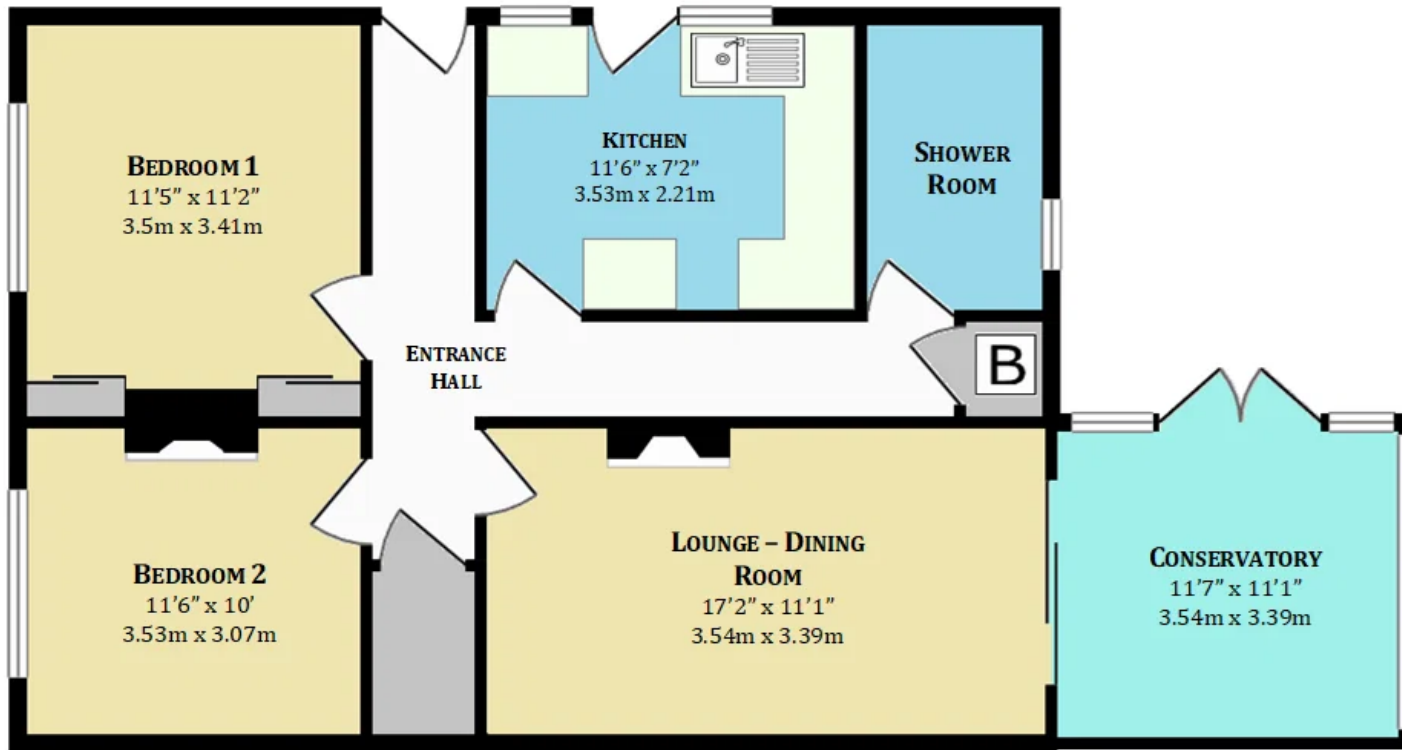 BEDROOM 1
11'5" x 11'2"
3.5m x 3.41m
KITCHEN
11'6" x 7'2"
3.53m x 2.21m
SHOWER
ROOM
ENTRANCE
HALL
B
BEDROOM 2
11'6" x 10'
3.53m x 3.07m
LOUNGE – DINING
ROOM
17'2" x 11'1"
3.54m x 3.39m
CONSERVATORY
11'7" x 11'1"
3.54m x 3.39m